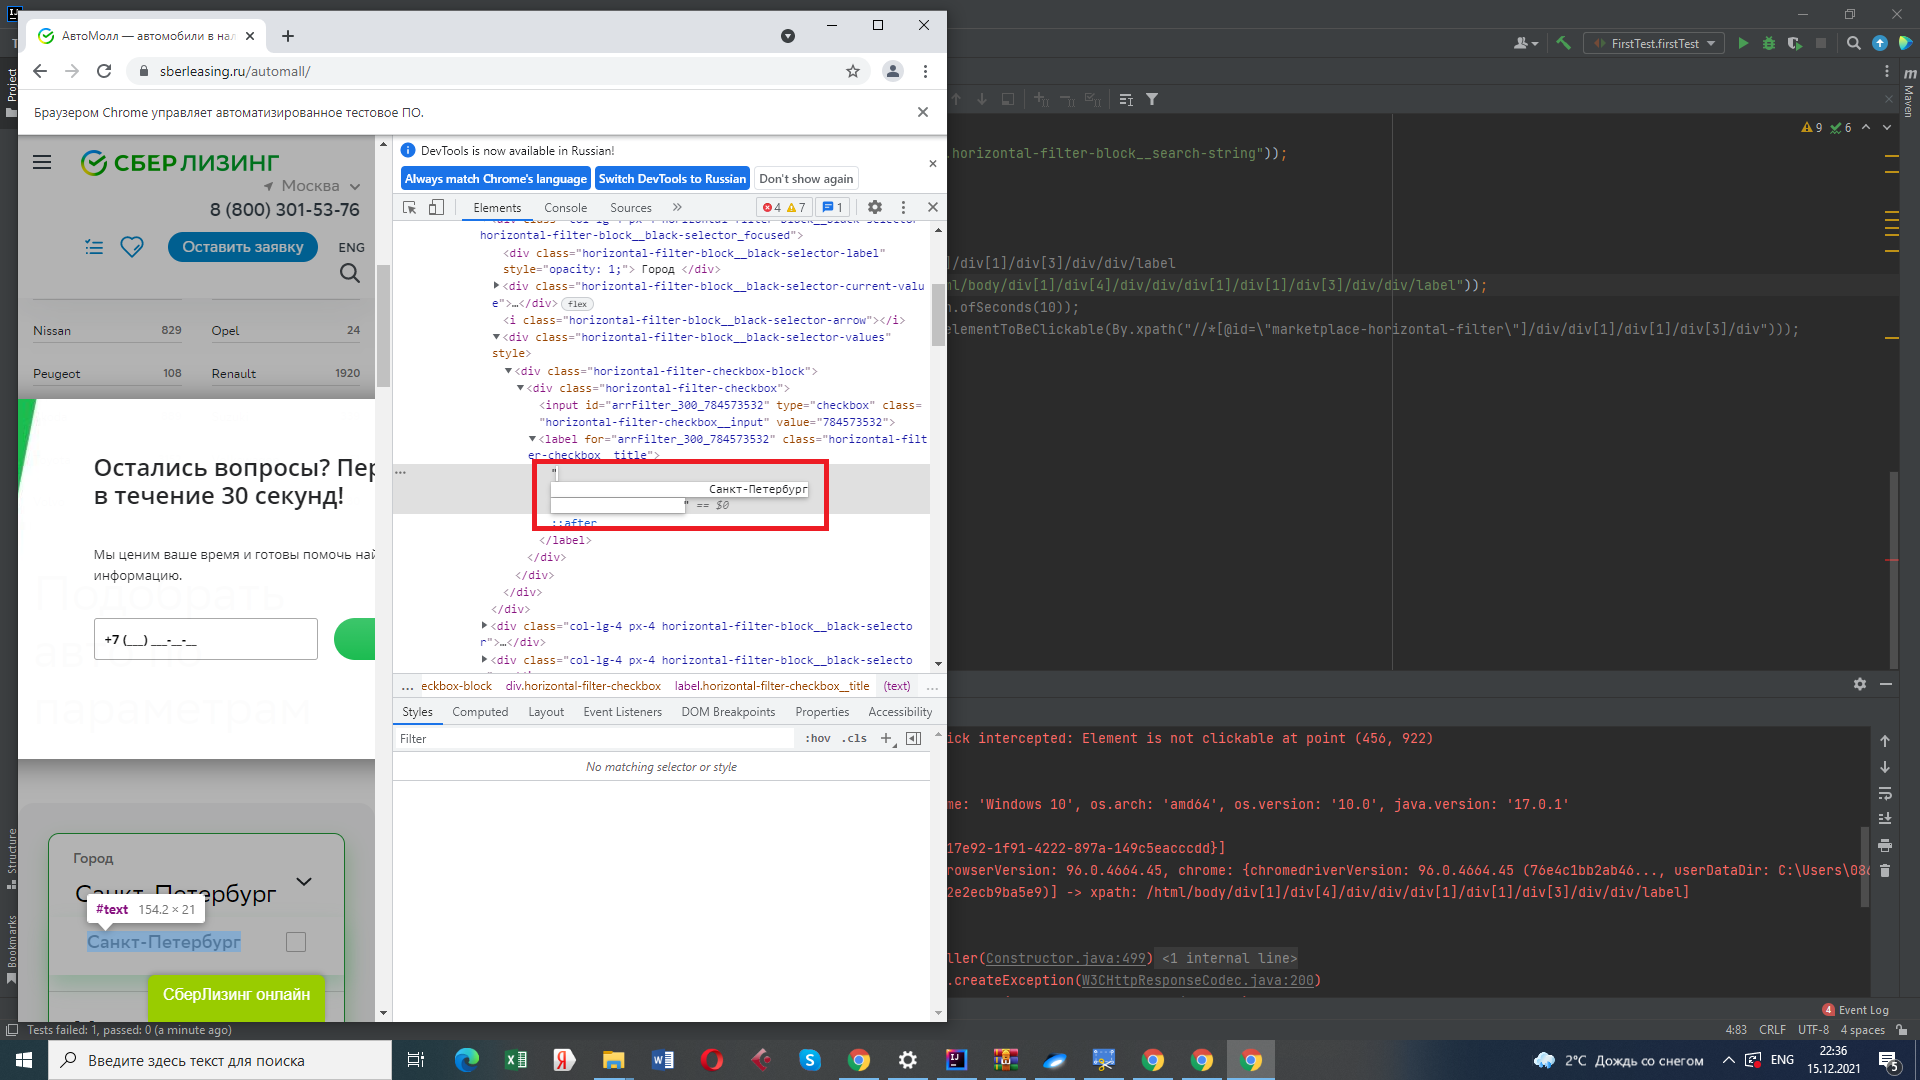 АвтоМолл — автомобили в нал
sberleasing.ru/automall/
Браузером Chrome управляет автоматизированное тестовое ПО.
СБЕР ЛИЗИНГ
Москва
8 (800) 301-53-76
Оставить заявку
ENG
Nissan 829 Opel 24
Peugeot 108 Renault 1920
Остались вопросы? Пер
в течение 30 секунд!
Мы ценим ваше время и готовы помочь най
информацию.
Подобрать
+7 (___) ___-__-__
параметрам
Город
Санкт-Петербург
#text 154.2 × 21
Санкт-Петербург
СберЛизинг онлайн
DevTools is now available in Russian!
Always match Chrome's language Switch DevTools to Russian Don't show again
Elements Console Sources » 4 7 1
horizontal-filter-block__black-selector_focused">
<div class="horizontal-filter-block__black-selector-label"
style="opacity: 1;"> Город </div>
<div class="horizontal-filter-block__black-selector-current-valu
e">…</div> flex
<i class="horizontal-filter-block__black-selector-arrow"></i>
<div class="horizontal-filter-block__black-selector-values"
style>
<div class="horizontal-filter-checkbox-block">
<div class="horizontal-filter-checkbox">
<input id="arrFilter_300_784573532" type="checkbox" class=
"horizontal-filter-checkbox__input" value="784573532">
<label for="arrFilter_300_784573532" class="horizontal-filt
er-checkbox__title">
… "
Санкт-Петербург
" == $0
::after
</label>
</div>
</div>
</div>
</div>
<div class="col-lg-4 px-4 horizontal-filter-block__black-selecto
r">…</div>
<div class="col-lg-4 px-4 horizontal-filter-block__black-selecto
… eckbox-block div.horizontal-filter-checkbox label.horizontal-filter-checkbox__title (text) …
Styles Computed Layout Event Listeners DOM Breakpoints Properties Accessibility
Filter :hov .cls +
No matching selector or style
FirstTest.firstTest
9 6
.horizontal-filter-block__search-string"));
]/div[1]/div[3]/div/div/label
ml/body/div[1]/div[4]/div/div/div[1]/div[1]/div[3]/div/div/label"));
n.ofSeconds(10));
elementToBeClickable(By.xpath("//*[@id=\"marketplace-horizontal-filter\"]/div/div[1]/div[1]/div[3]/div")));
ick intercepted: Element is not clickable at point (456, 922)
me: 'Windows 10', os.arch: 'amd64', os.version: '10.0', java.version: '17.0.1'
17e92-1f91-4222-897a-149c5eacccdd}]
rowserVersion: 96.0.4664.45, chrome: {chromedriverVersion: 96.0.4664.45 (76e4c1bb2ab46..., userDataDir: C:\Users\086
2e2ecb9ba5e9)] -> xpath: /html/body/div[1]/div[4]/div/div/div[1]/div[1]/div[3]/div/div/label]
ller(Constructor.java:499) <1 internal line>
.createException(W3CHttpResponseCodec.java:200)
Project
Structure
Bookmarks
m
Maven
4 Event Log
Tests failed: 1, passed: 0 (a minute ago)
4:83 CRLF UTF-8 4 spaces
Введите здесь текст для поиска
2°C Дождь со снегом
ENG
22:36
15.12.2021
5